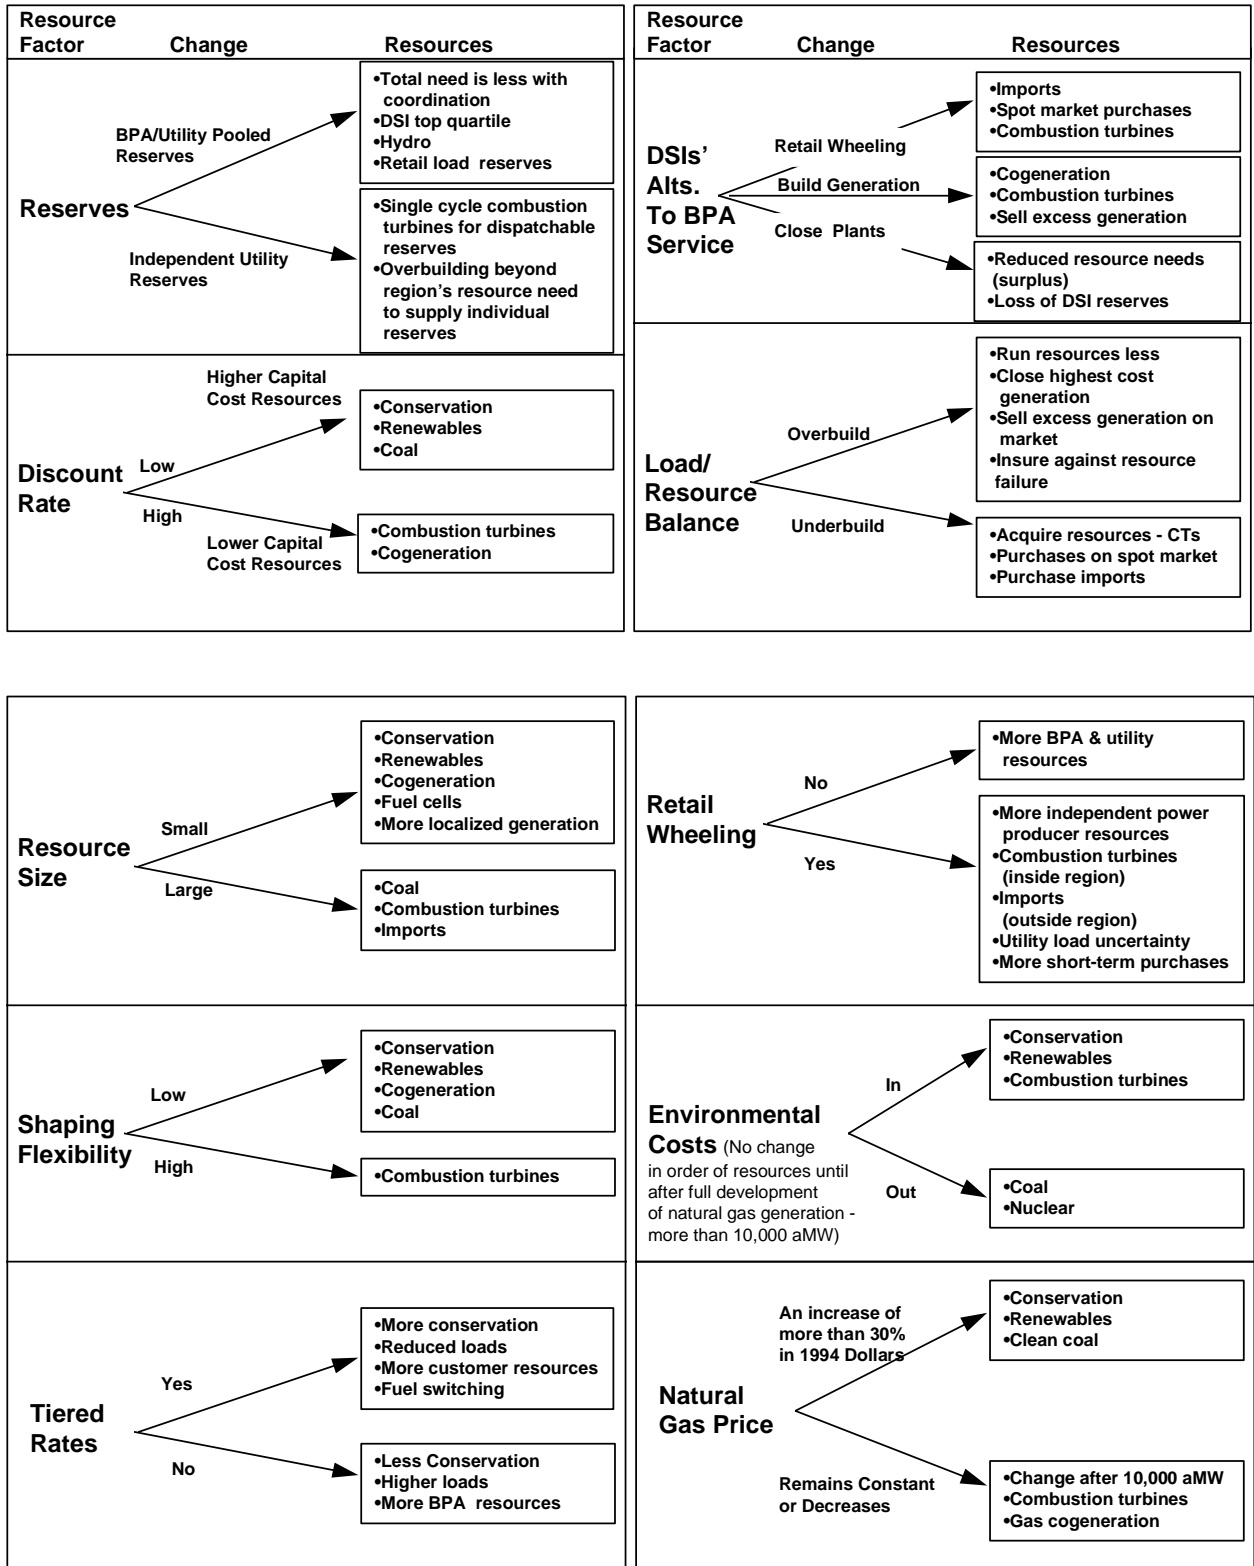 Resource
Factor Change Resources
BPA/Utility Pooled
Reserves
•Total need is less with
coordination
•DSI top quartile
•Hydro
•Retail load reserves
Reserves
Independent Utility
Reserves
•Single cycle combustion
turbines for dispatchable
reserves
•Overbuilding beyond
region's resource need
to supply individual
reserves
Higher Capital
Cost Resources
•Conservation
•Renewables
•Coal
Discount
Rate
Low
High
Lower Capital
Cost Resources
•Combustion turbines
•Cogeneration
Resource
Factor Change Resources
•Imports
•Spot market purchases
•Combustion turbines
Retail Wheeling
DSIs'
Alts.
To BPA
Service
Build Generation
•Cogeneration
•Combustion turbines
•Sell excess generation
Close Plants
•Reduced resource needs
(surplus)
•Loss of DSI reserves
•Run resources less
•Close highest cost
generation
•Sell excess generation on
market
•Insure against resource
failure
Overbuild
Load/
Resource
Balance
Underbuild
•Acquire resources - CTs
•Purchases on spot market
•Purchase imports
•Conservation
•Renewables
•Cogeneration
•Fuel cells
•More localized generation
Small
Resource
Size
Large
•Coal
•Combustion turbines
•Imports
•Conservation
•Renewables
•Cogeneration
•Coal
Low
Shaping
Flexibility
High
•Combustion turbines
•More conservation
•Reduced loads
•More customer resources
•Fuel switching
Yes
Tiered
Rates
No
•Less Conservation
•Higher loads
•More BPA resources
•More BPA & utility
resources
No
Retail
Wheeling
Yes
•More independent power
producer resources
•Combustion turbines
(inside region)
•Imports
(outside region)
•Utility load uncertainty
•More short-term purchases
•Conservation
•Renewables
•Combustion turbines
In
Environmental
Costs (No change
in order of resources until
after full development
of natural gas generation -
more than 10,000 aMW)
Out
•Coal
•Nuclear
An increase of
more than 30%
in 1994 Dollars
•Conservation
•Renewables
•Clean coal
Natural
Gas Price
Remains Constant
or Decreases
•Change after 10,000 aMW
•Combustion turbines
•Gas cogeneration